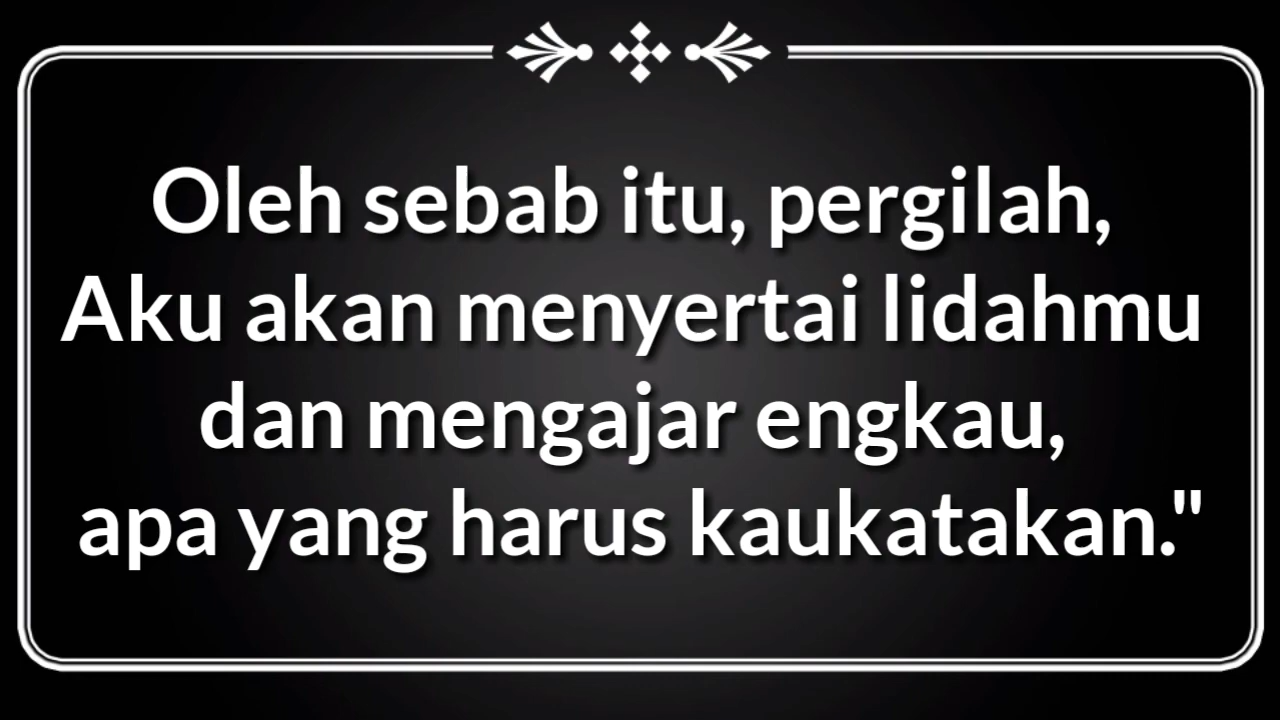 Oleh sebab itu, pergilah,
Aku akan menyertai lidahmu
dan mengajar engkau,
apa yang harus kaukatakan."